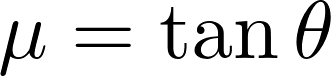 μ = tan θ